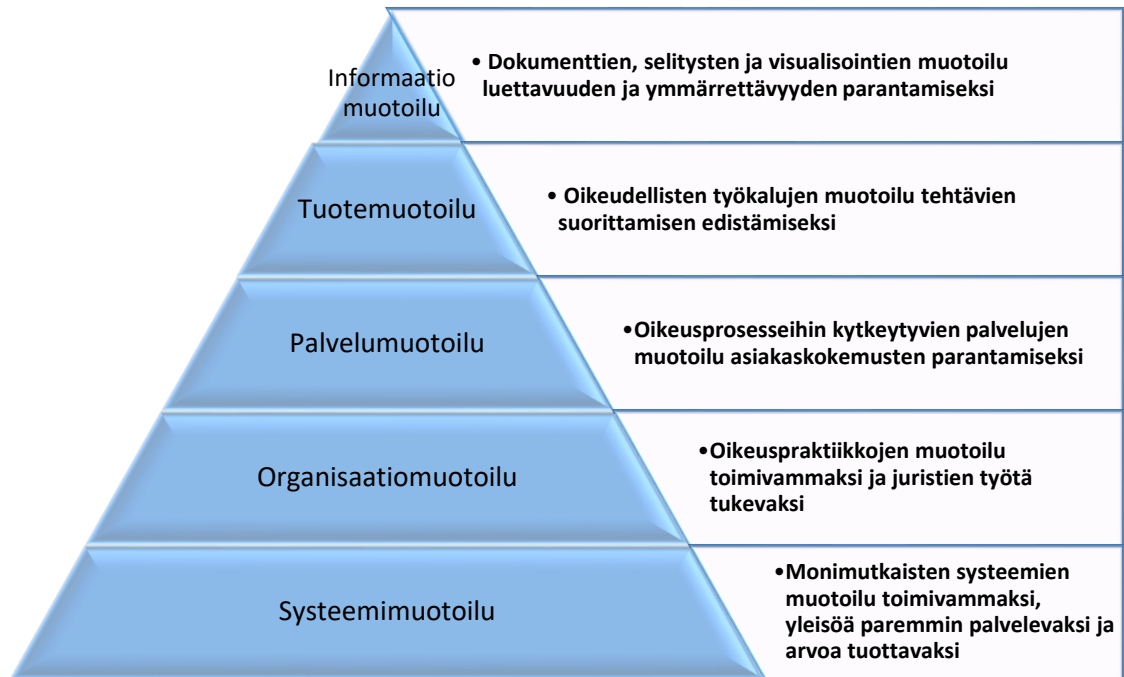 Informaatio
muotoilu
• Dokumenttien, selitysten ja visualisointien muotoilu
luettavuuden ja ymmärrettävyyden parantamiseksi
Tuotemuotoilu
• Oikeudellisten työkalujen muotoilu tehtävien
suorittamisen edistämiseksi
Palvelumuotoilu
•Oikeusprosesseihin kytkeytyvien palvelujen
muotoilu asiakaskokemusten parantamiseksi
Organisaatiomuotoilu
•Oikeuspraktiikkojen muotoilu
toimivammaksi ja juristien työtä
tukevaksi
Systeemimuotoilu
•Monimutkaisten systeemien
muotoilu toimivammaksi,
yleisöä paremmin palvelevaksi ja
arvoa tuottavaksi